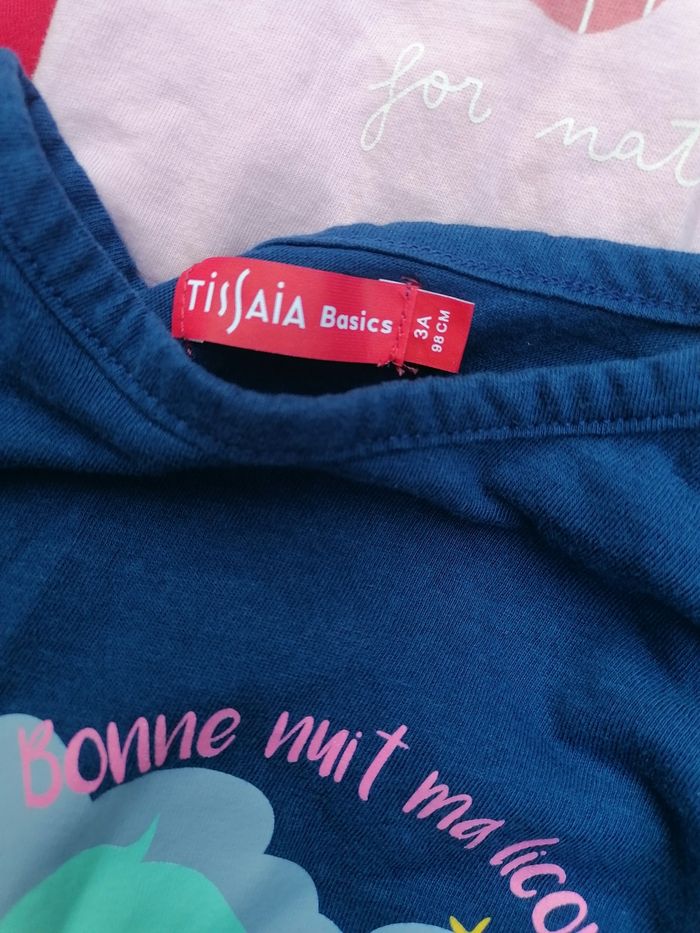 for nat
TISSAIA Basics
3A
98CM
Bonne nuit ma licor